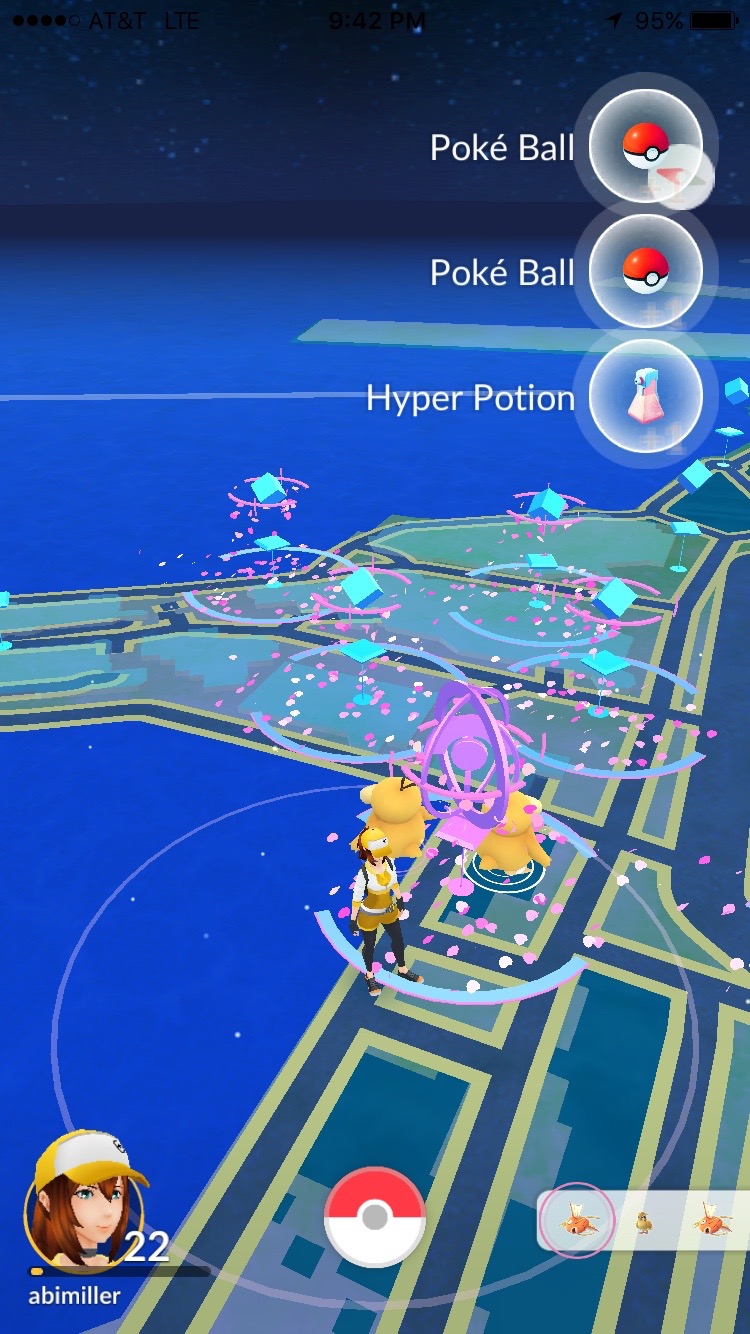 AT&T LTE 9:42 PM 95%
Poké Ball
Poké Ball
Hyper Potion
22
abimiller